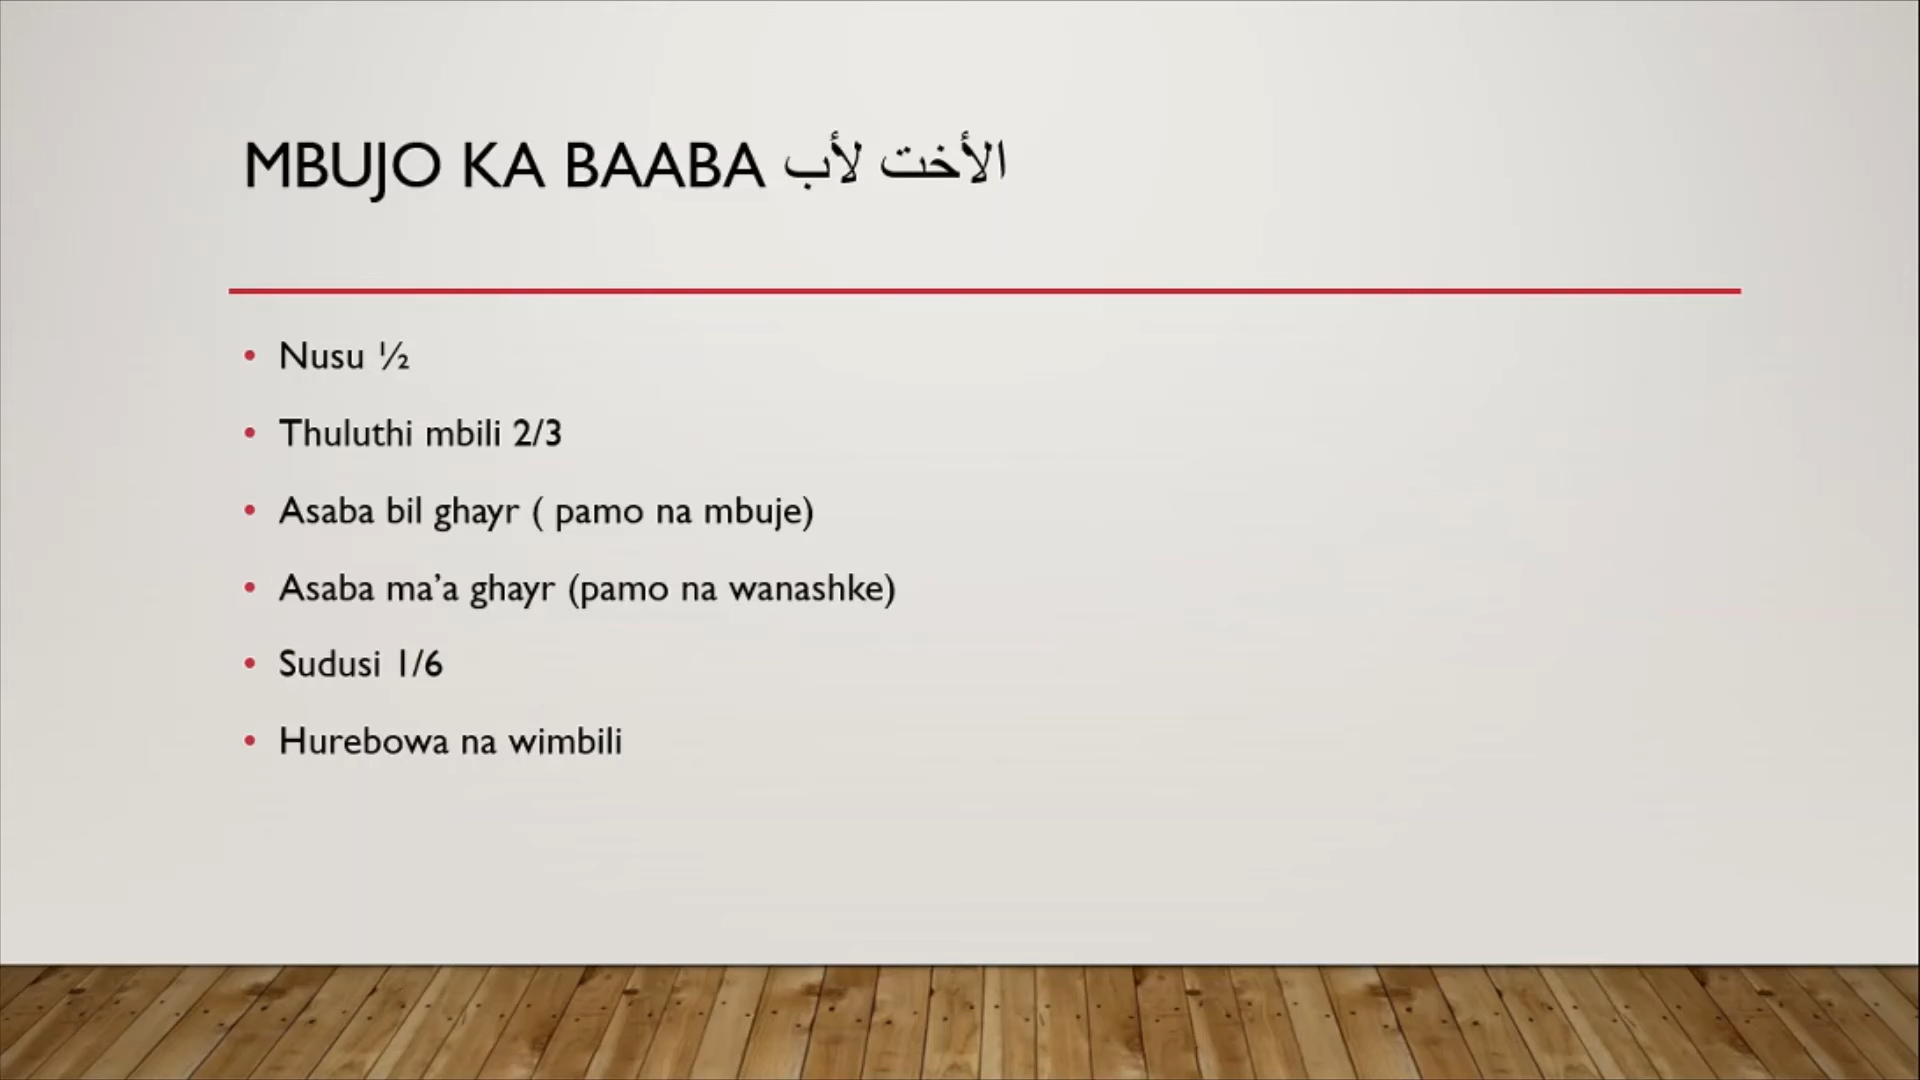 MBUJO KA BAABA الأخت لأب
• Nusu ½
• Thuluthi mbili 2/3
• Asaba bil ghayr ( pamo na mbuje)
• Asaba ma’a ghayr (pamo na wanashke)
• Sudusi 1/6
• Hurebowa na wimbili